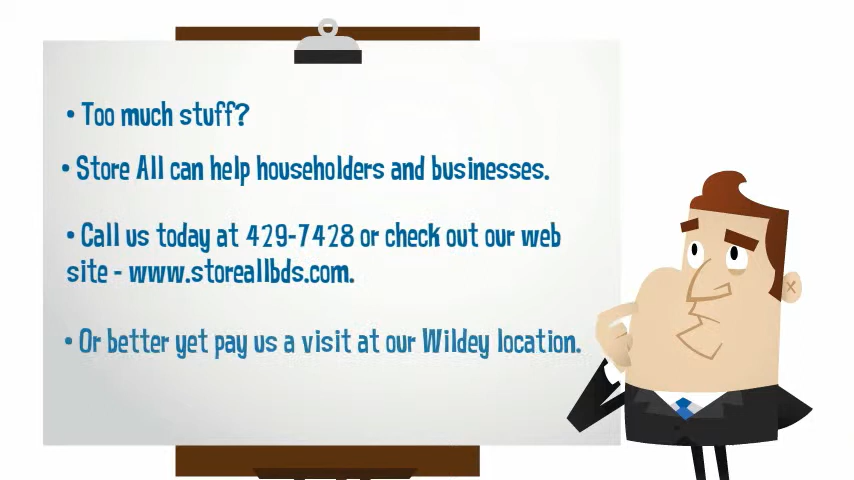 • Too much stuff?
• Store All can help householders and businesses.
• Call us today at 429-7428 or check out our web
site - www.storeallbds.com.
• Or better yet pay us a visit at our Wildey location.